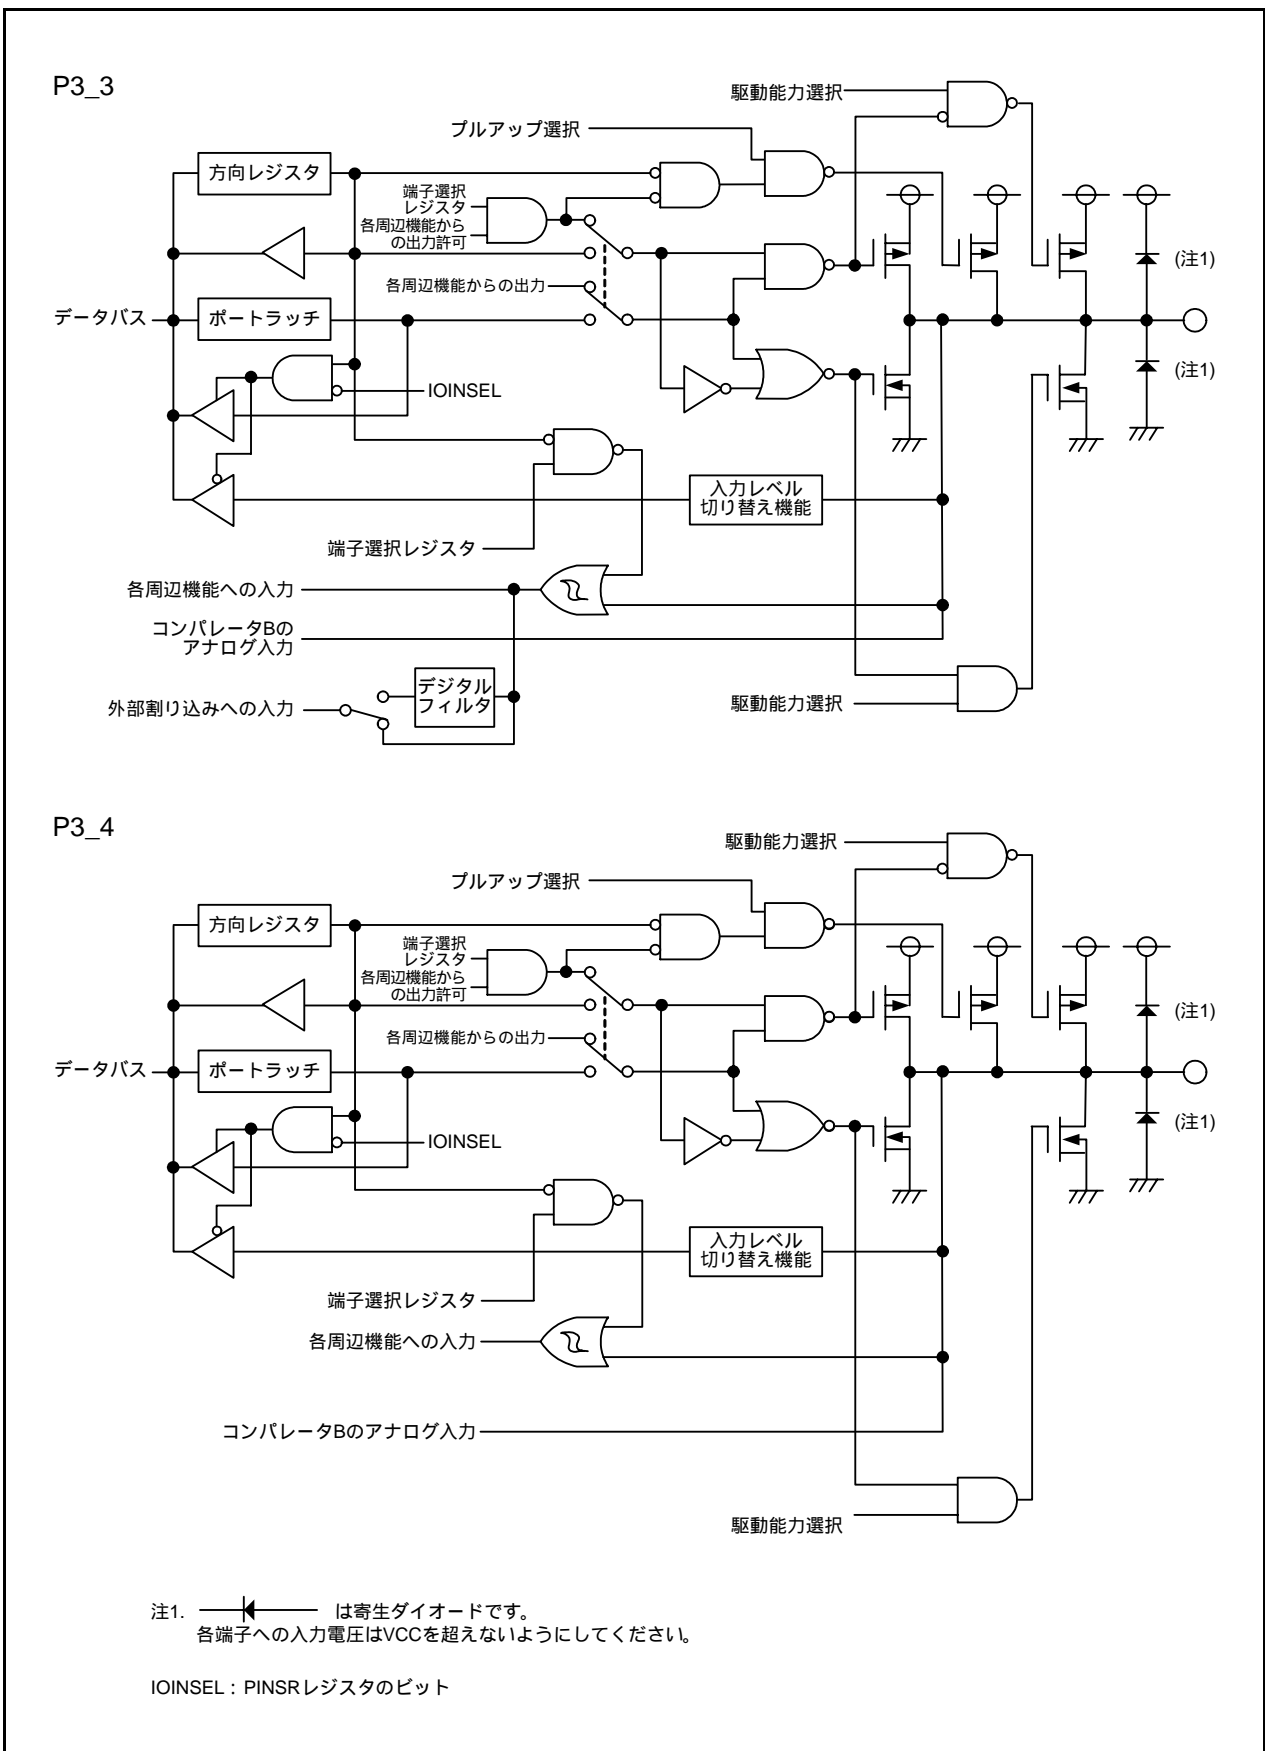 P3_3
駆動能力選択
プルアップ選択
方向レジスタ
端子選択
レジスタ
各周辺機能から
の出力許可
(注1)
各周辺機能からの出力
データバス
ポートラッチ
(注1)
IOINSEL
入力レベル
切り替え機能
端子選択レジスタ
各周辺機能への入力
コンパレータBの
アナログ入力
デジタル
フィルタ
外部割り込みへの入力
駆動能力選択
P3_4
駆動能力選択
プルアップ選択
方向レジスタ
端子選択
レジスタ
各周辺機能から
の出力許可
(注1)
各周辺機能からの出力
データバス
ポートラッチ
(注1)
IOINSEL
入力レベル
切り替え機能
端子選択レジスタ
各周辺機能への入力
コンパレータBのアナログ入力
駆動能力選択
注1. は寄生ダイオードです。
各端子への入力電圧はVCCを超えないようにしてください。
IOINSEL : PINSRレジスタのビット